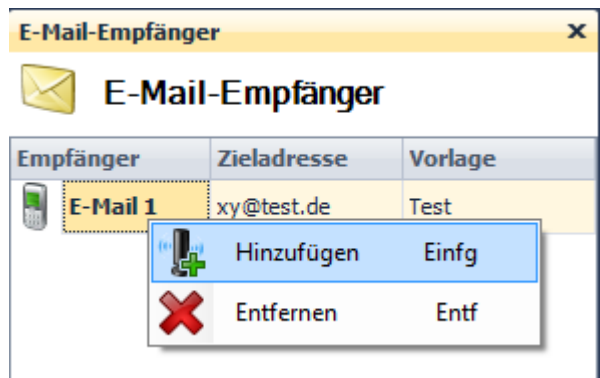 E-Mail-Empfänger x
E-Mail-Empfänger
Empfänger Zieladresse Vorlage
E-Mail 1 xy@test.de Test
Hinzufügen Einfg
Entfernen Entf